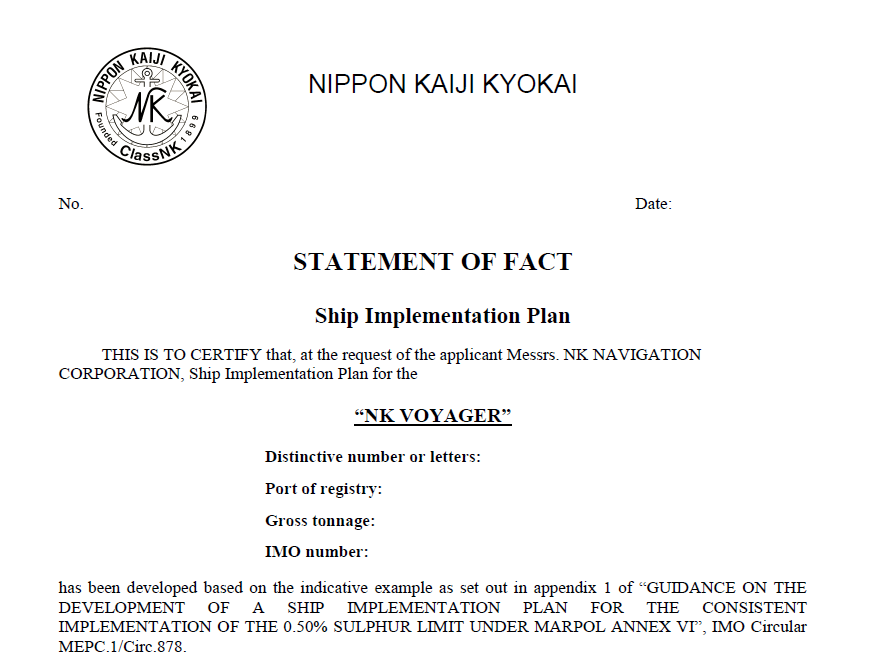 NIPPON KAIJI KYOKAI
NK
Founded ClassNK 1899
NIPPON KAIJI KYOKAI
No. Date:
STATEMENT OF FACT
Ship Implementation Plan
THIS IS TO CERTIFY that, at the request of the applicant Messrs. NK NAVIGATION
CORPORATION, Ship Implementation Plan for the
“NK VOYAGER”
Distinctive number or letters:
Port of registry:
Gross tonnage:
IMO number:
has been developed based on the indicative example as set out in appendix 1 of “GUIDANCE ON THE
DEVELOPMENT OF A SHIP IMPLEMENTATION PLAN FOR THE CONSISTENT
IMPLEMENTATION OF THE 0.50% SULPHUR LIMIT UNDER MARPOL ANNEX VI”, IMO Circular
MEPC.1/Circ.878.